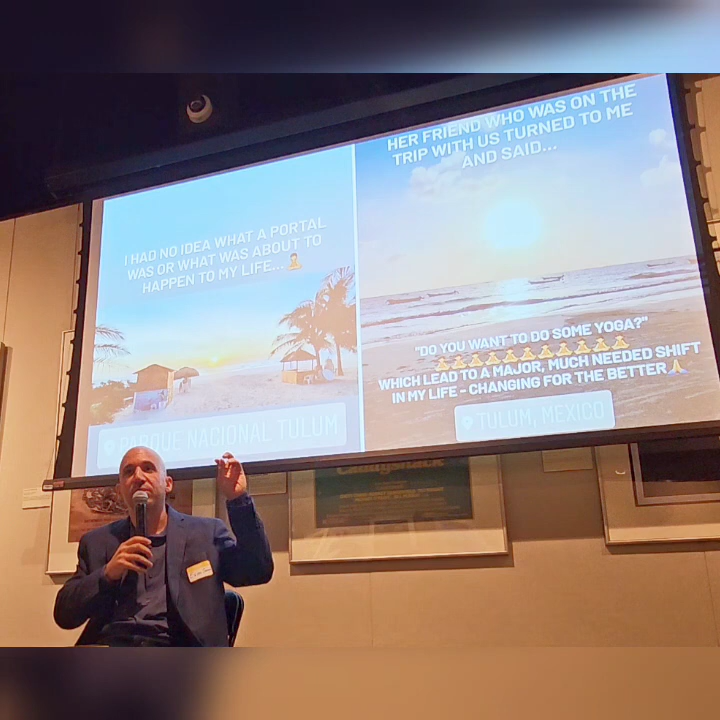 I HAD NO IDEA WHAT A PORTAL
WAS OR WHAT WAS ABOUT TO
HAPPEN TO MY LIFE...
PARQUE NACIONAL TULUM
HER FRIEND WHO WAS ON THE
TRIP WITH US TURNED TO ME
AND SAID...
"DO YOU WANT TO DO SOME YOGA?"
WHICH LEAD TO A MAJOR, MUCH NEEDED SHIFT
IN MY LIFE - CHANGING FOR THE BETTER
TULUM, MEXICO
Caddyshack